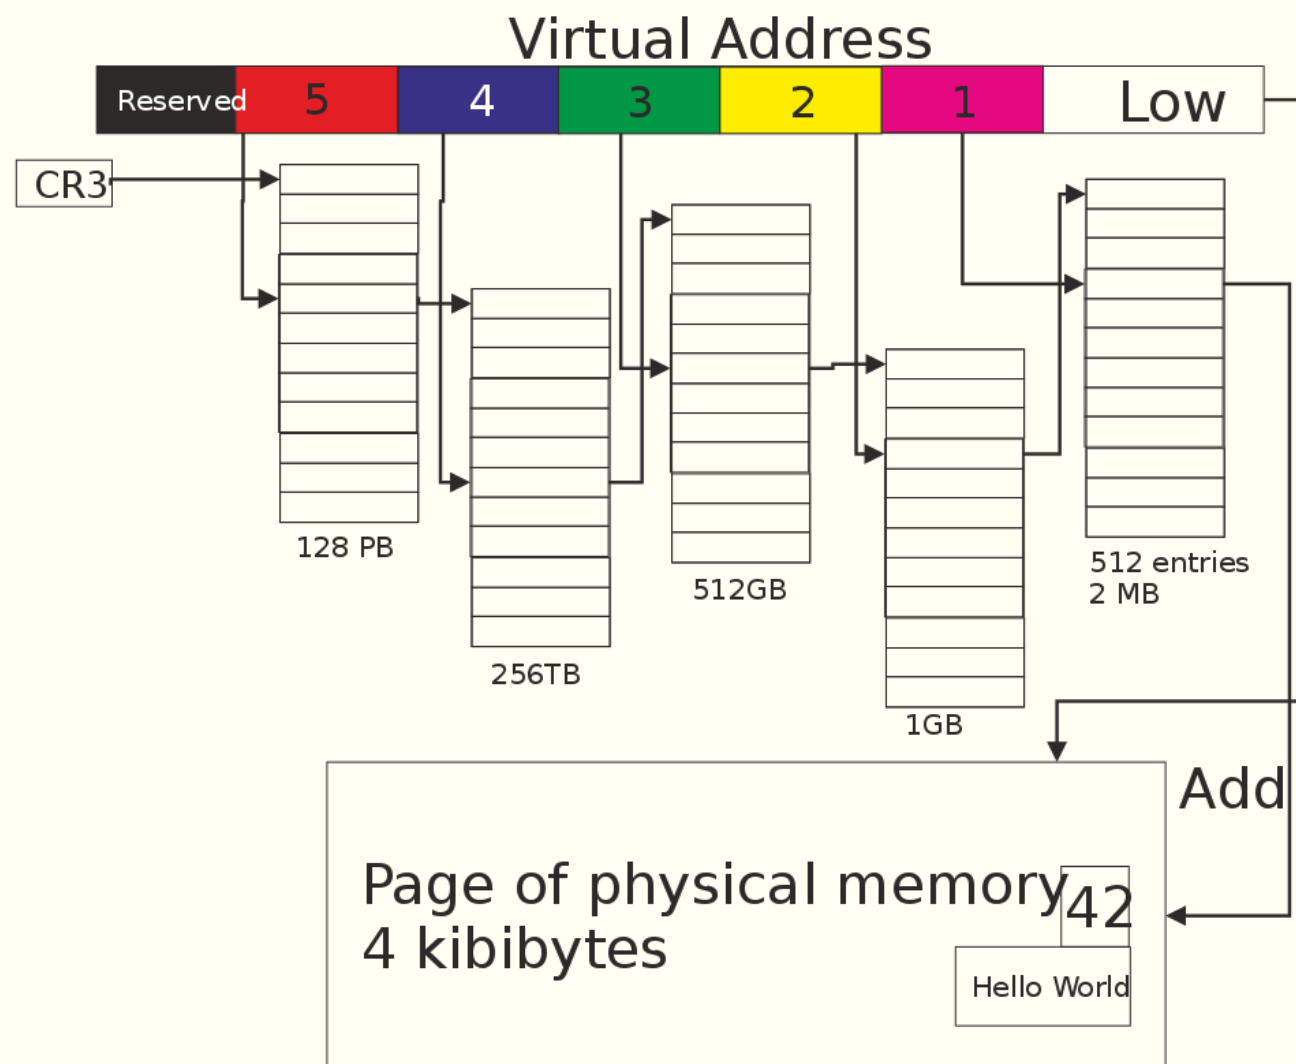 Virtual Address
Reserved 5 4 3 2 1 Low
CR3
128 PB
256TB
512GB
1GB
512 entries
2 MB
Add
Page of physical memory
4 kibibytes
42
Hello World